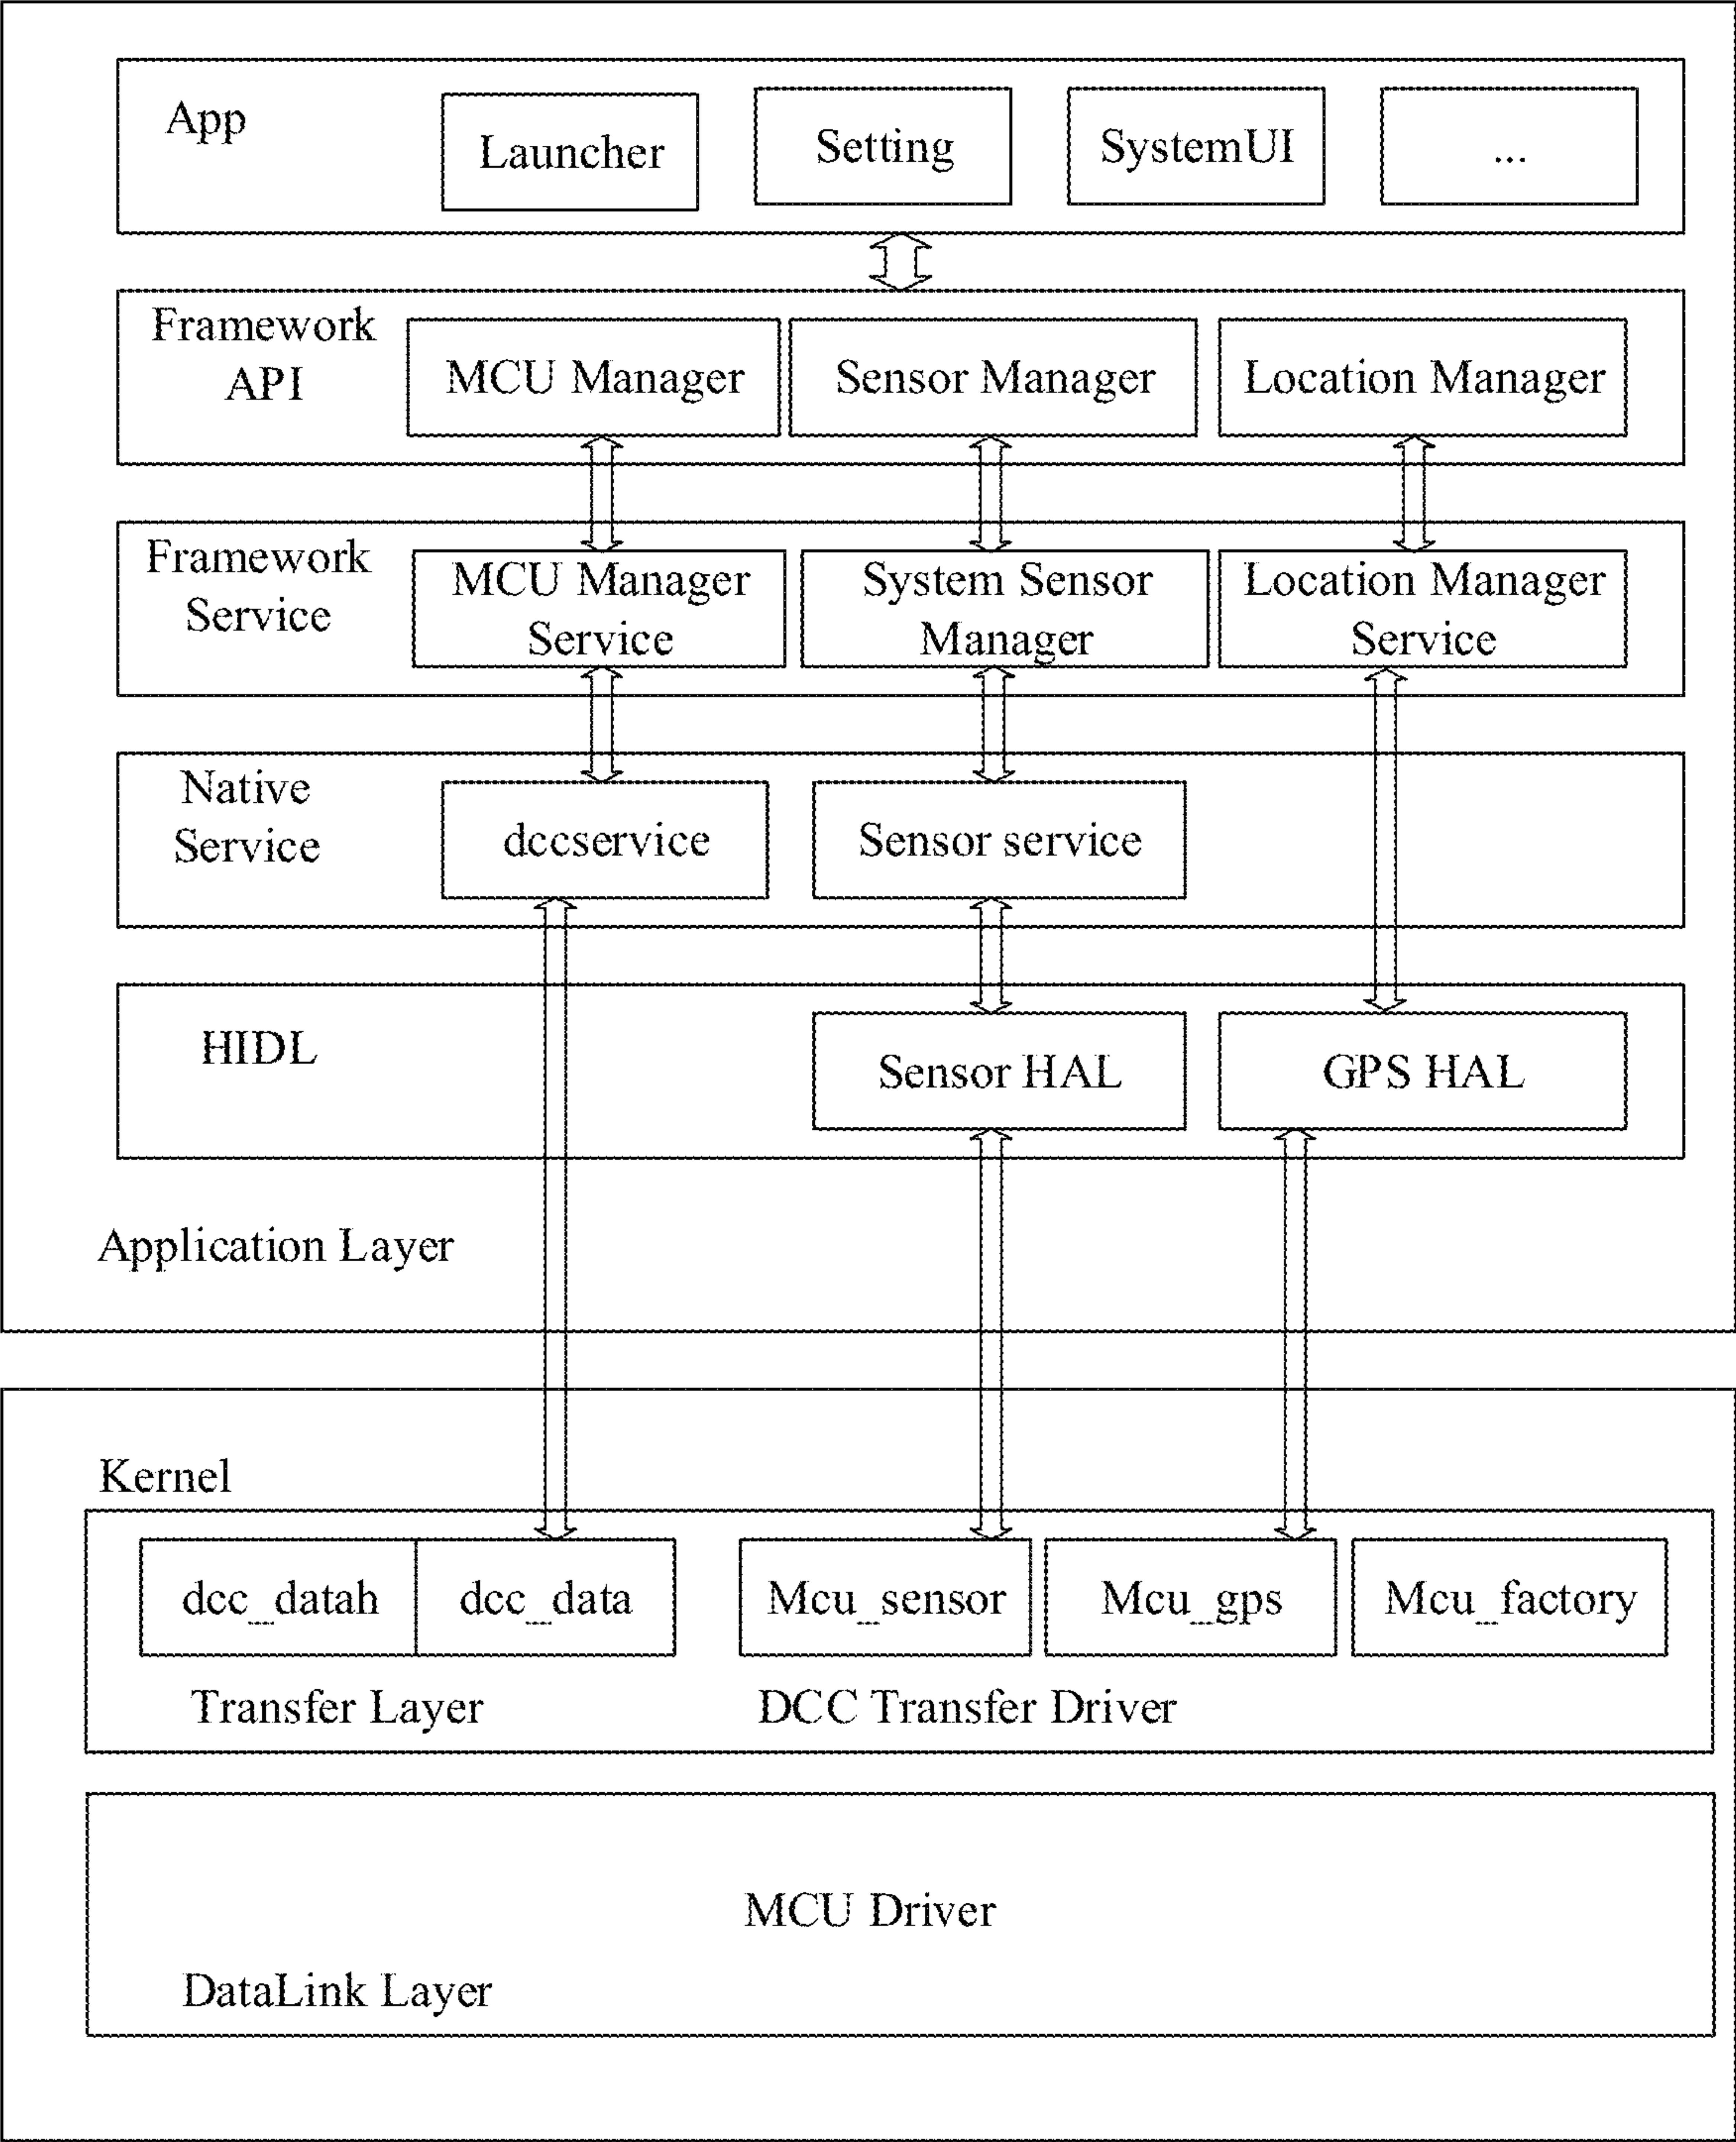 App
Launcher
Setting
SystemUI
...
Framework
API
MCU Manager
Sensor Manager
Location Manager
Framework
Service
MCU Manager
Service
System Sensor
Manager
Location Manager
Service
Native
Service
dccservice
Sensor service
HIDL
Sensor HAL
GPS HAL
Application Layer
Kernel
dcc_datah
dcc_data
Mcu_sensor
Mcu_gps
Mcu_factory
Transfer Layer
DCC Transfer Driver
MCU Driver
DataLink Layer